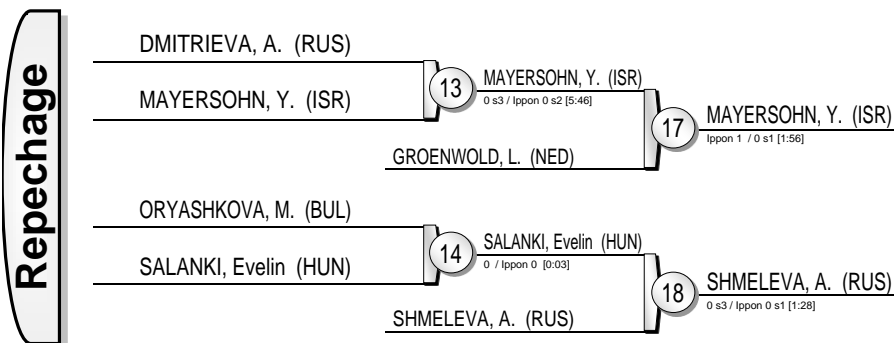 Repechage
DMITRIEVA, A. (RUS)
MAYERSOHN, Y. (ISR)
13
MAYERSOHN, Y. (ISR)
0 s3 / Ippon 0 s2 [5:46]
GROENWOLD, L. (NED)
17
MAYERSOHN, Y. (ISR)
Ippon 1 / 0 s1 [1:56]
ORYASHKOVA, M. (BUL)
SALANKI, Evelin (HUN)
14
SALANKI, Evelin (HUN)
0 / Ippon 0 [0:03]
SHMELEVA, A. (RUS)
18
SHMELEVA, A. (RUS)
0 s3 / Ippon 0 s1 [1:28]